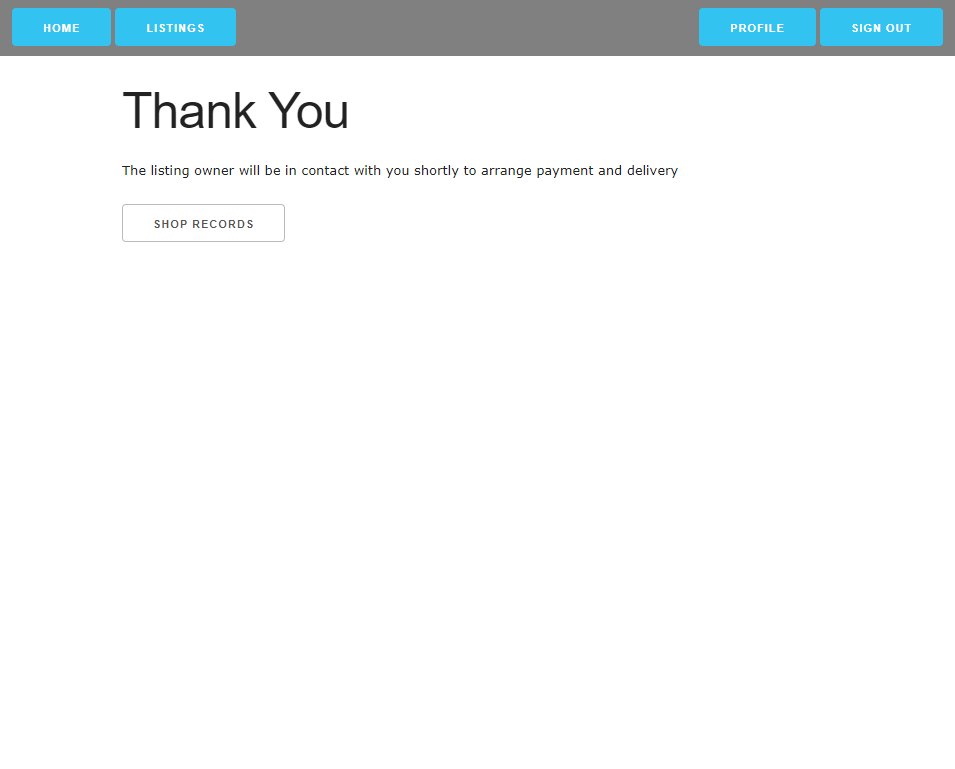 HOME LISTINGS PROFILE SIGN OUT
Thank You
The listing owner will be in contact with you shortly to arrange payment and delivery
SHOP RECORDS